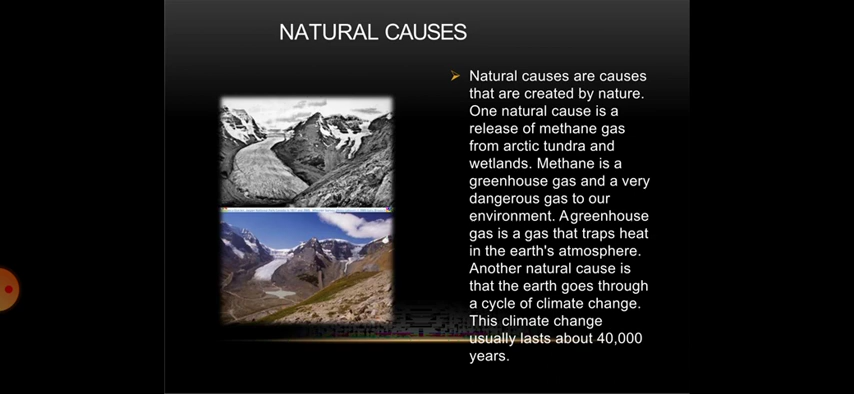 NATURAL CAUSES
Natural causes are causes
that are created by nature.
One natural cause is a
release of methane gas
from arctic tundra and
wetlands. Methane is a
greenhouse gas and a very
dangerous gas to our
environment. A greenhouse
gas is a gas that traps heat
in the earth's atmosphere.
Another natural cause is
that the earth goes through
a cycle of climate change.
This climate change
usually lasts about 40,000
years.